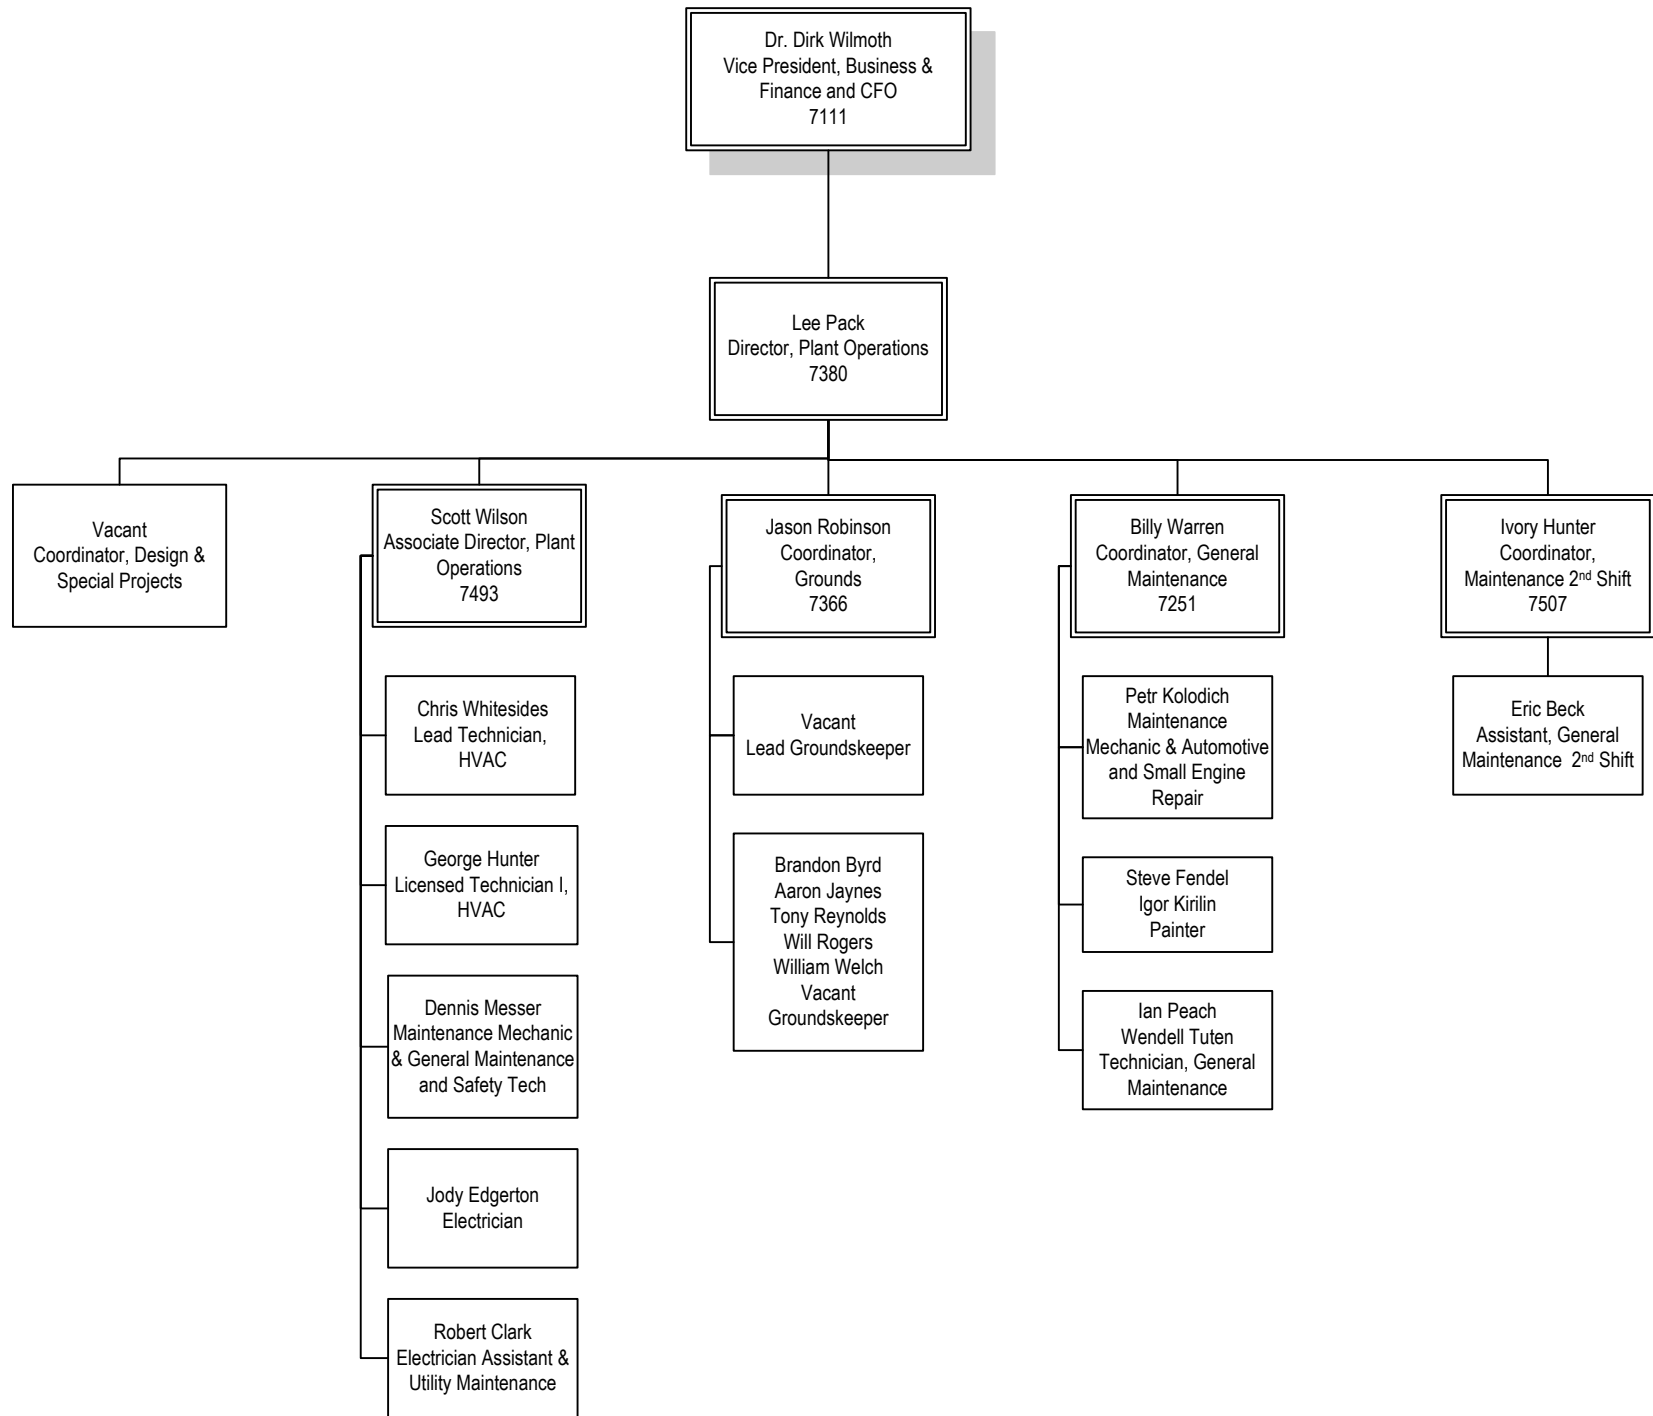 Dr. Dirk Wilmoth
Vice President, Business &
Finance and CFO
7111
Lee Pack
Director, Plant Operations
7380
Vacant
Coordinator, Design &
Special Projects
Scott Wilson
Associate Director, Plant
Operations
7493
Jason Robinson
Coordinator,
Grounds
7366
Billy Warren
Coordinator, General
Maintenance
7251
Ivory Hunter
Coordinator,
Maintenance 2nd Shift
7507
Chris Whitesides
Lead Technician,
HVAC
George Hunter
Licensed Technician I,
HVAC
Dennis Messer
Maintenance Mechanic
& General Maintenance
and Safety Tech
Jody Edgerton
Electrician
Robert Clark
Electrician Assistant &
Utility Maintenance
Vacant
Lead Groundskeeper
Brandon Byrd
Aaron Jaynes
Tony Reynolds
Will Rogers
William Welch
Vacant
Groundskeeper
Petr Kolodich
Maintenance
Mechanic & Automotive
and Small Engine
Repair
Steve Fendel
Igor Kirilin
Painter
Ian Peach
Wendell Tuten
Technician, General
Maintenance
Eric Beck
Assistant, General
Maintenance 2nd Shift